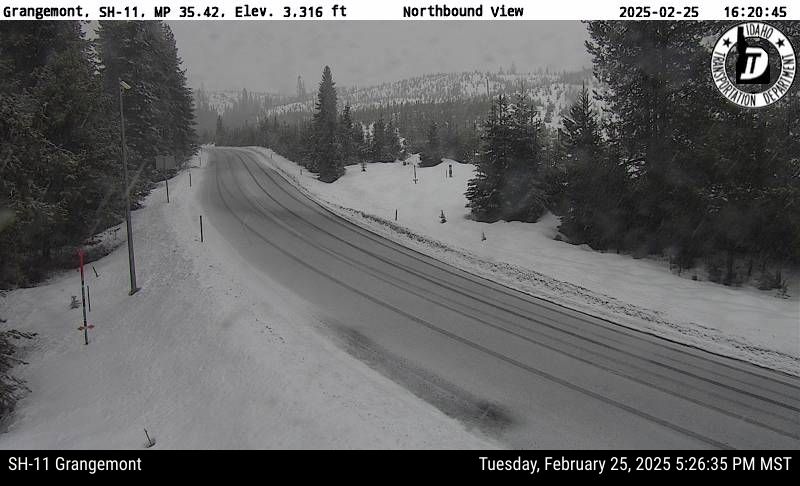 Grangemont, SH-11, MP 35.42, Elev. 3,316 ft Northbound View 2025-02-25 16:20:45
IDAHO
TRANSPORTATION DEPARTMENT
SH-11 Grangemont Tuesday, February 25, 2025 5:26:35 PM MST